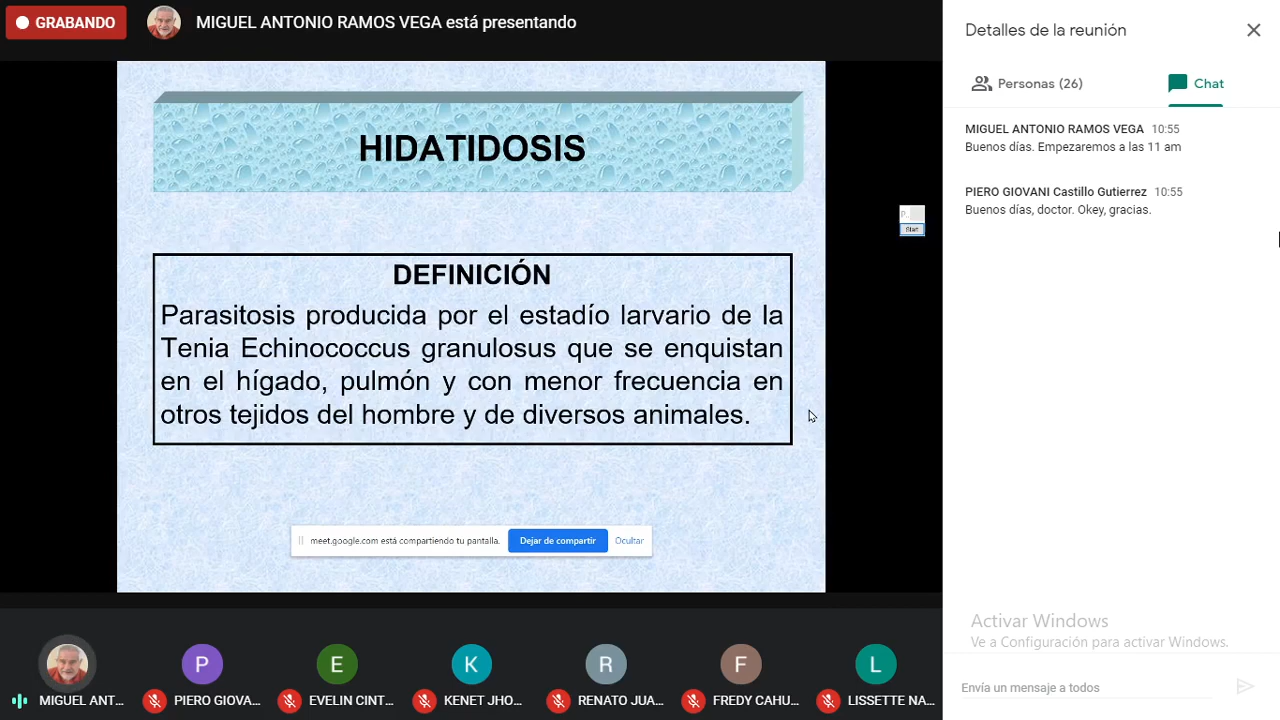 GRABANDO
MIGUEL ANTONIO RAMOS VEGA está presentando
HIDATIDOSIS
DEFINICIÓN
Parasitosis producida por el estadío larvario de la
Tenia Echinococcus granulosus que se enquistan
en el hígado, pulmón y con menor frecuencia en
otros tejidos del hombre y de diversos animales.
Start
meet.google.com está compartiendo tu pantalla.
Dejar de compartir
Ocultar
P
E
K
R
F
L
MIGUEL ANT...
PIERO GIOVA...
EVELIN CINT...
KENET JHO...
RENATO JUA...
FREDY CAHU...
LISSETTE NA...
Detalles de la reunión
Personas (26)
Chat
MIGUEL ANTONIO RAMOS VEGA 10:55
Buenos días. Empezaremos a las 11 am
PIERO GIOVANI Castillo Gutierrez 10:55
Buenos días, doctor. Okey, gracias.
Activar Windows
Ve a Configuración para activar Windows.
Envía un mensaje a todos